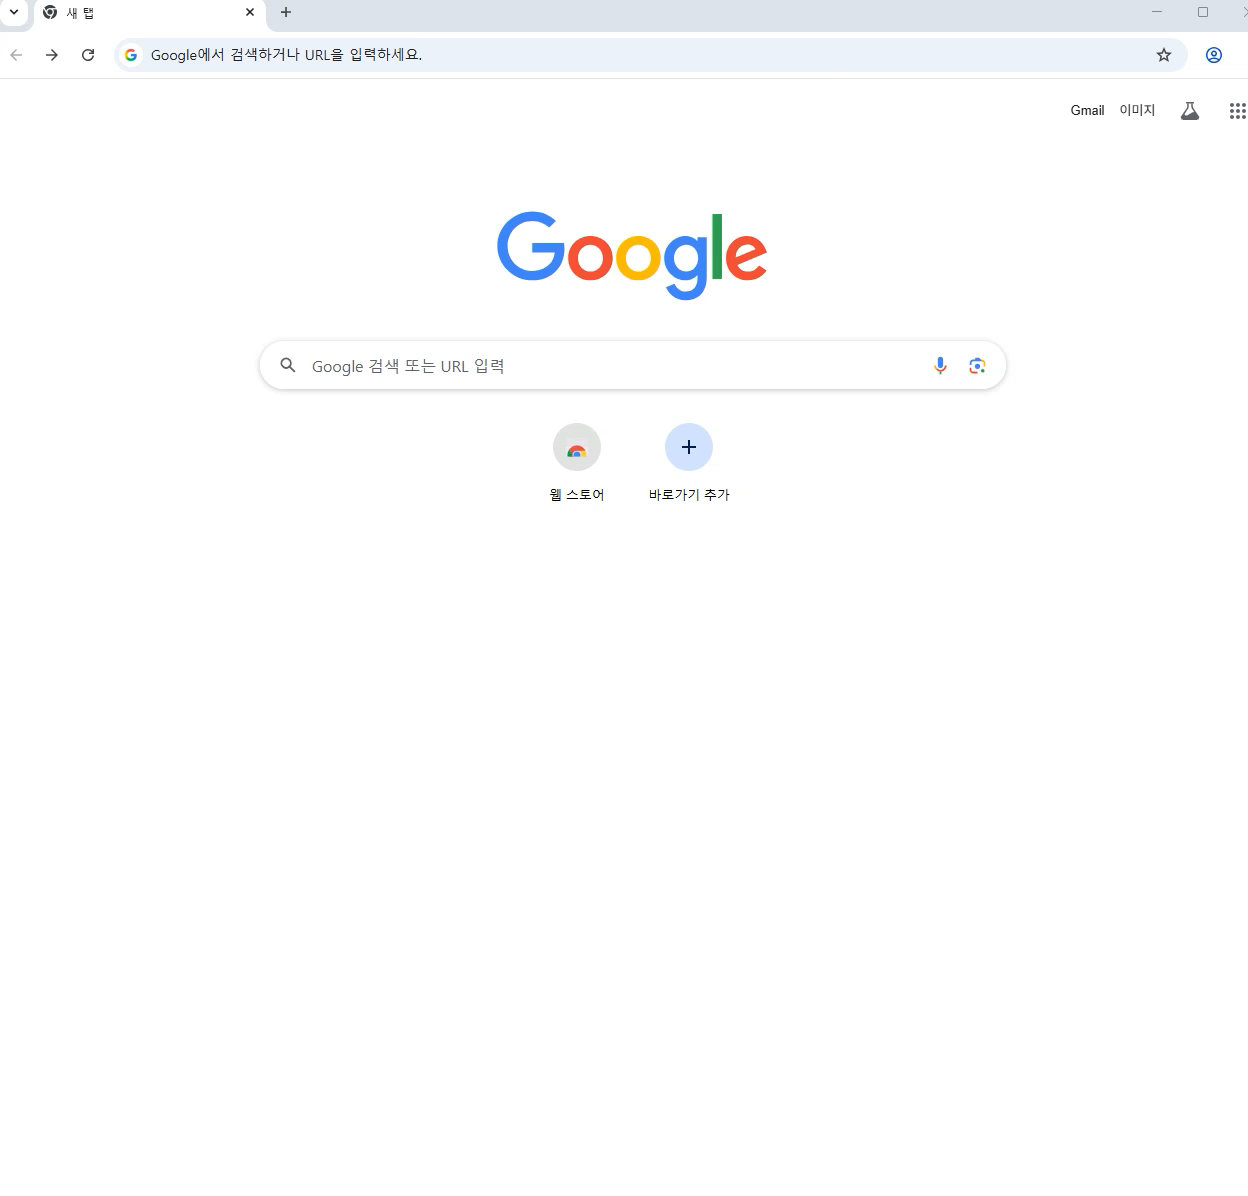 새 탭
Google에서 검색하거나 URL을 입력하세요.
Gmail 이미지
Google
Google 검색 또는 URL 입력
웹 스토어 바로가기 추가